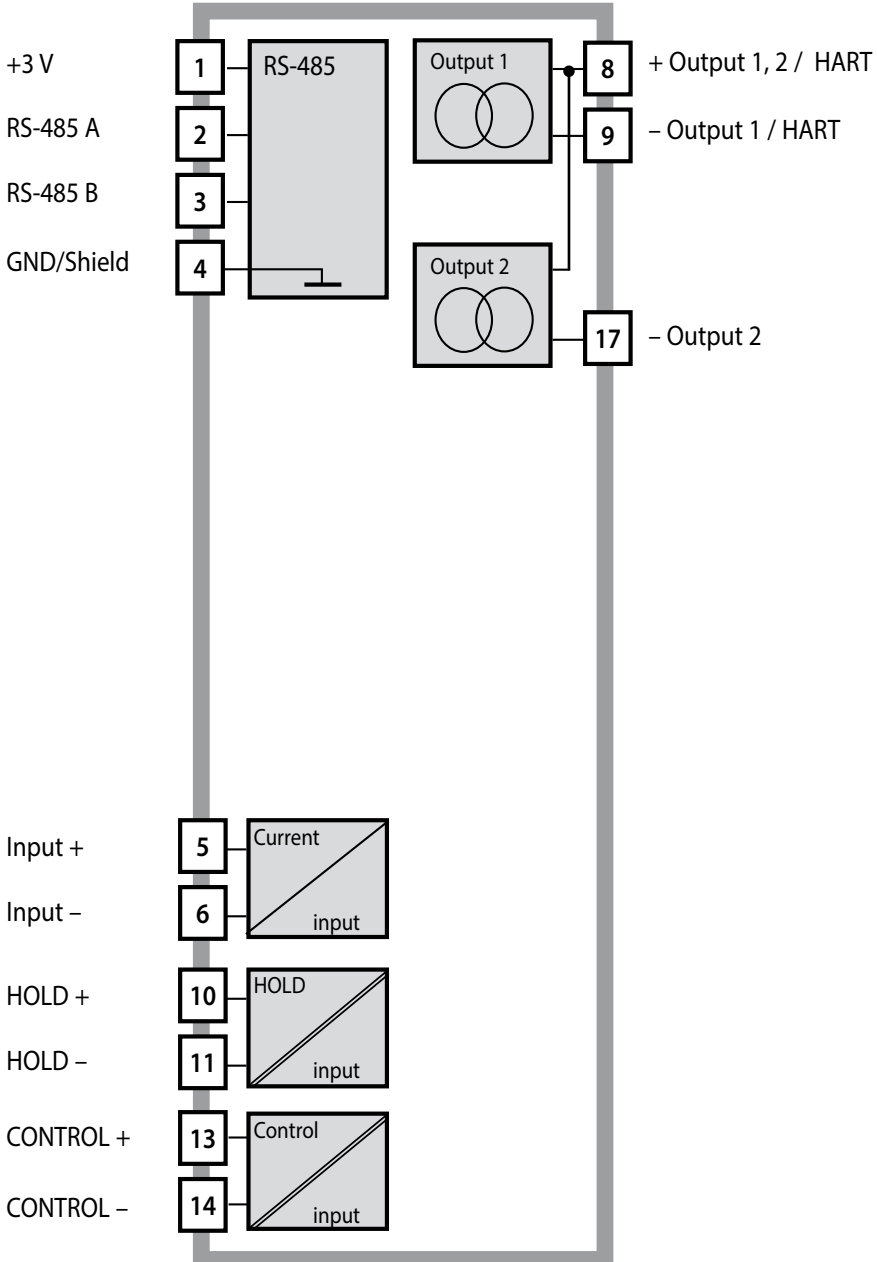 +3 V
1
RS-485
Output 1
8
+ Output 1, 2 / HART
RS-485 A
2
9
– Output 1 / HART
RS-485 B
3
GND/Shield
4
Output 2
17
– Output 2
Input +
5
Current
Input –
6
input
HOLD +
10
HOLD
HOLD –
11
input
CONTROL +
13
Control
CONTROL –
14
input